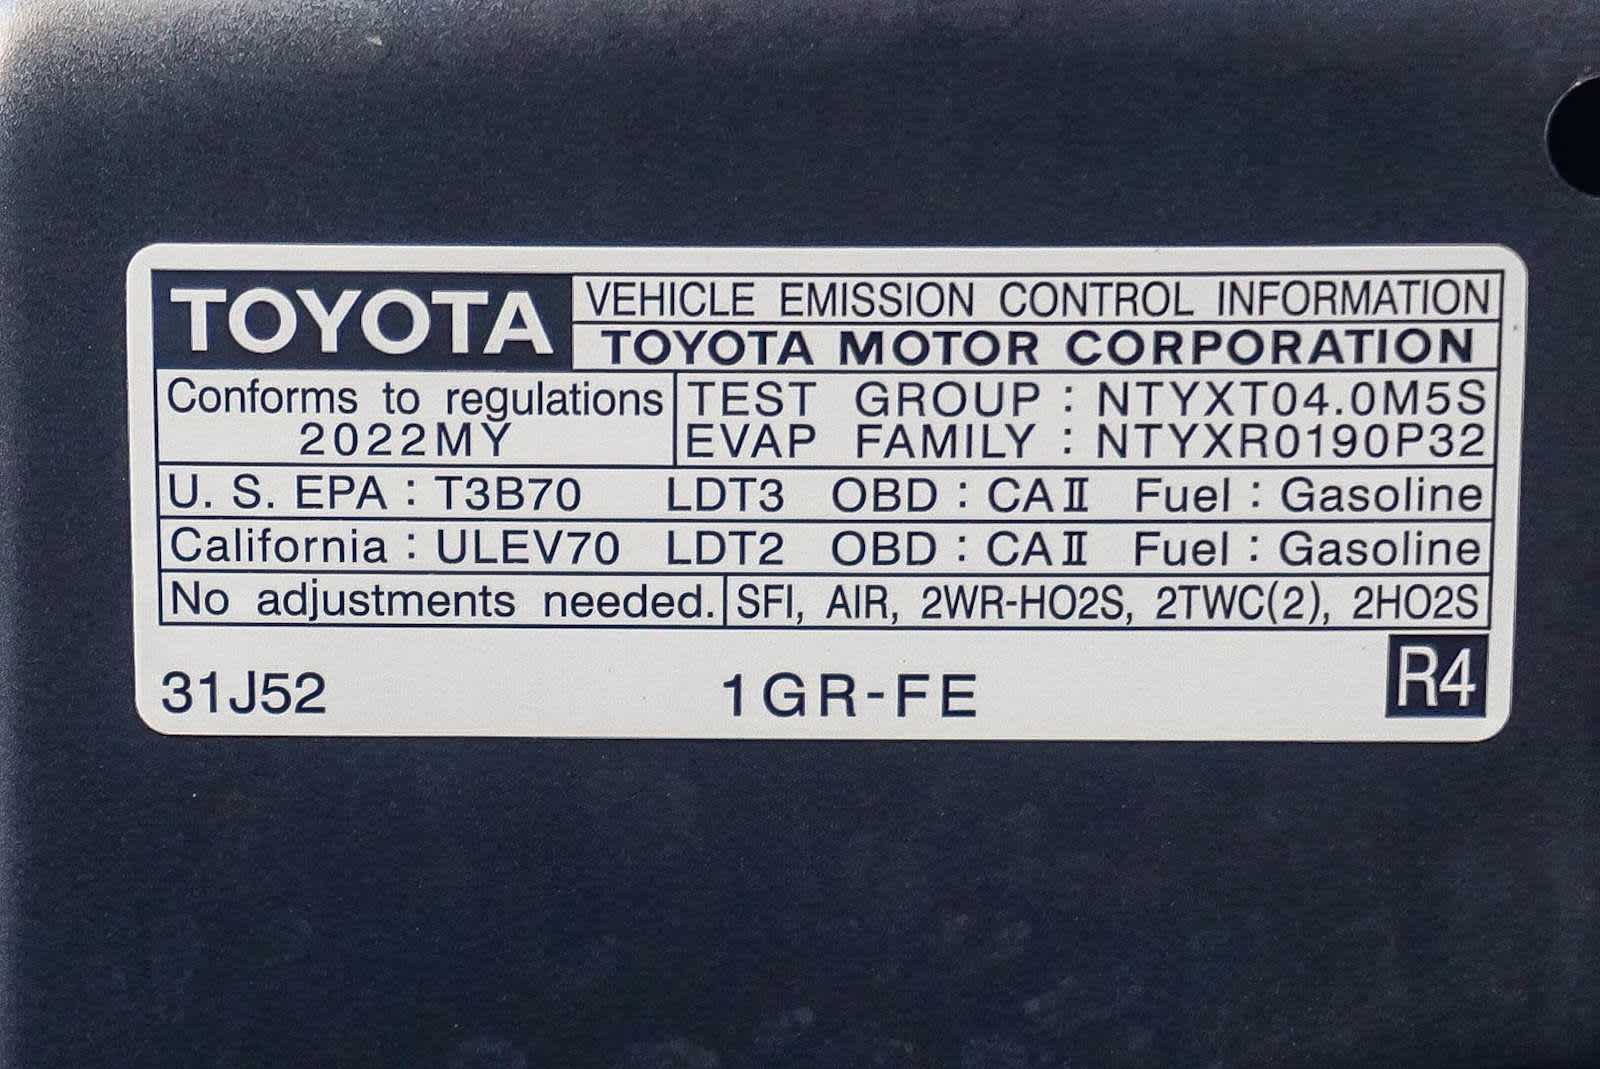 TOYOTA
VEHICLE EMISSION CONTROL INFORMATION
TOYOTA MOTOR CORPORATION
Conforms to regulations
2022MY
TEST GROUP : NTYXT04.0M5S
EVAP FAMILY : NTYXR0190P32
U. S. EPA : T3B70 LDT3 OBD : CAⅡ Fuel : Gasoline
California : ULEV70 LDT2 OBD : CAⅡ Fuel : Gasoline
No adjustments needed. SFI, AIR, 2WR-HO2S, 2TWC(2), 2HO2S
31J52 1GR-FE R4